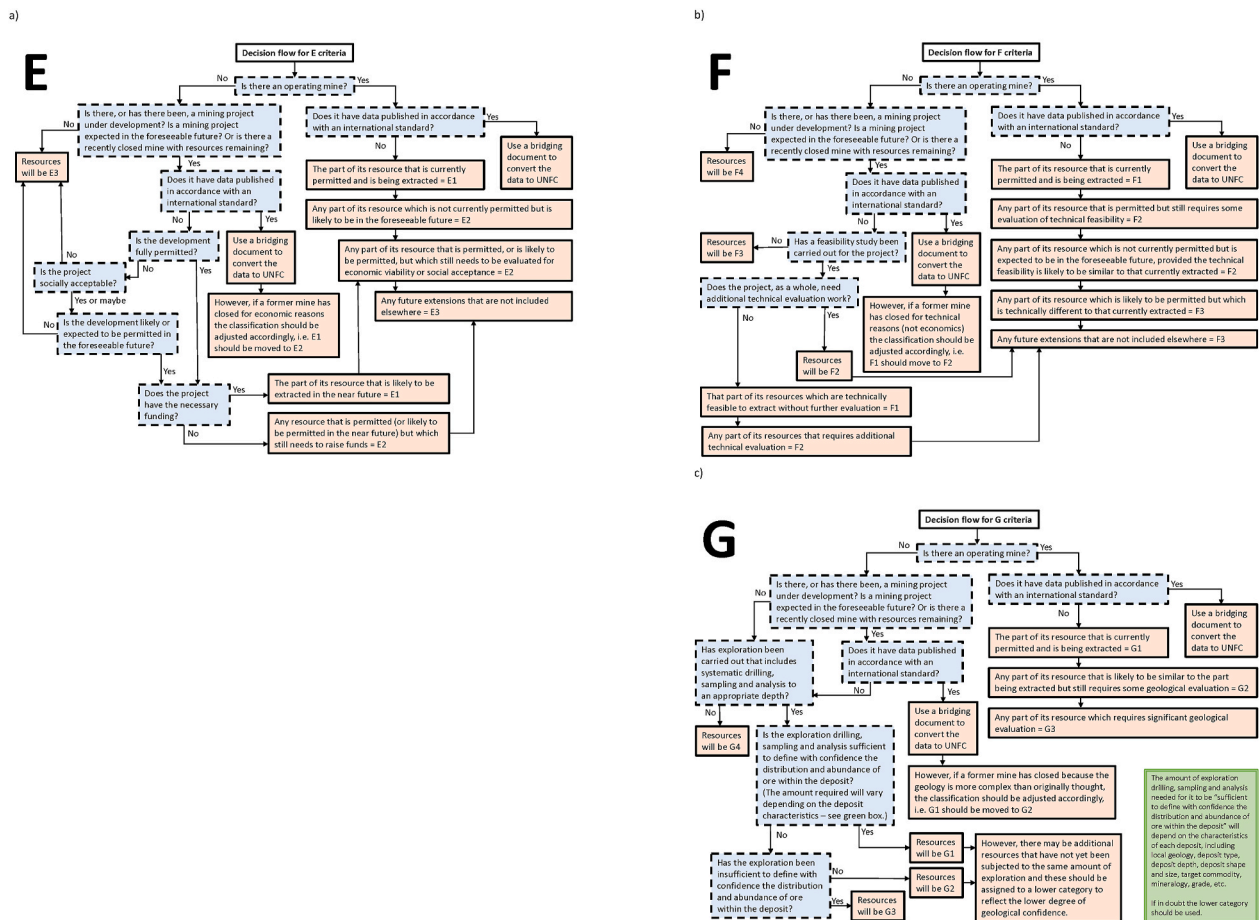 a)
E
Decision flow for E criteria
No
Yes
Is there an operating mine?
Is there, or has there been, a mining project
under development? Is a mining project
expected in the foreseeable future? Or is there a
recently closed mine with resources remaining?
Does it have data published in accordance
with an international standard?
No
Yes
No
Yes
Resources
will be E3
Use a bridging
document to
convert the
data to UNFC
The part of its resource that is currently
permitted and is being extracted = E1
Does it have data published
in accordance with an
international standard?
Any part of its resource which is not currently permitted but is
likely to be in the foreseeable future = E2
No
Yes
Is the development
fully permitted?
Use a bridging
document to
convert the
data to UNFC
Any part of its resource that is permitted, or is likely to
be permitted, but which still needs to be evaluated for
economic viability or social acceptance = E2
No
No
Yes
Is the project
socially acceptable?
Any future extensions that are not included
elsewhere = E3
However, if a former mine has
closed for economic reasons
the classification should be
adjusted accordingly, i.e. E1
should be moved to E2
Yes or maybe
No
Is the development likely or
expected to be permitted in
the foreseeable future?
Yes
Does the project
have the necessary
funding?
Yes
The part of its resource that is likely to be
extracted in the near future = E1
No
Any resource that is permitted (or likely to
be permitted in the near future) but which
still needs to raise funds = E2
b)
F
Decision flow for F criteria
No
Yes
Is there an operating mine?
Is there, or has there been, a mining project
under development? Is a mining project
expected in the foreseeable future? Or is there a
recently closed mine with resources remaining?
Does it have data published in accordance
with an international standard?
No
Yes
No
Yes
Resources
will be F4
Use a bridging
document to
convert the
data to UNFC
The part of its resource that is currently
permitted and is being extracted = F1
Does it have data published
in accordance with an
international standard?
Any part of its resource that is permitted but still requires some
evaluation of technical feasibility = F2
No
Yes
Resources
will be F3
No
Has a feasibility study been
carried out for the project?
Use a bridging
document to
convert the
data to UNFC
Any part of its resource which is not currently permitted but is
expected to be in the foreseeable future, provided the technical
feasibility is likely to be similar to that currently extracted = F2
Yes
Does the project, as a whole, need
additional technical evaluation work?
Any part of its resource which is likely to be permitted but which
is technically different to that currently extracted = F3
However, if a former mine
has closed for technical
reasons (not economics)
the classification should be
adjusted accordingly, i.e.
F1 should move to F2
Any future extensions that are not included elsewhere = F3
No
Yes
Resources
will be F2
That part of its resources which are technically
feasible to extract without further evaluation = F1
Any part of its resources that requires additional
technical evaluation = F2
c)
G
Decision flow for G criteria
No
Yes
Is there an operating mine?
Is there, or has there been, a mining project
under development? Is a mining project
expected in the foreseeable future? Or is there a
recently closed mine with resources remaining?
Does it have data published in accordance
with an international standard?
No
Yes
No
Yes
Use a bridging
document to
convert the
data to UNFC
The part of its resource that is currently
permitted and is being extracted = G1
Has exploration been
carried out that includes
systematic drilling,
sampling and analysis to
an appropriate depth?
Does it have data published
in accordance with an
international standard?
Any part of its resource that is likely to be similar to the part
being extracted but still requires some geological evaluation = G2
No
Yes
No
Yes
Any part of its resource which requires significant geological
evaluation = G3
Resources
will be G4
Is the exploration drilling,
sampling and analysis sufficient
to define with confidence the
distribution and abundance of
ore within the deposit?
(The amount required will vary
depending on the deposit
characteristics – see green box.)
Use a bridging
document to
convert the
data to UNFC
However, if a former mine has closed because the
geology is more complex than originally thought,
the classification should be adjusted accordingly,
i.e. G1 should be moved to G2
No
Yes
Resources
will be G1
However, there may be additional
resources that have not yet been
subjected to the same amount of
exploration and these should be
assigned to a lower category to
reflect the lower degree of
geological confidence.
Has the exploration been
insufficient to define with
confidence the distribution
and abundance of ore
within the deposit?
No
Resources
will be G2
Yes
Resources
will be G3
The amount of exploration
drilling, sampling and analysis
needed for it to be "sufficient
to define with confidence the
distribution and abundance of
ore within the deposit" will
depend on the characteristics
of each deposit, including
local geology, deposit type,
deposit depth, deposit shape
and size, target commodity,
mineralogy, grade, etc.
If in doubt the lower category
should be used.